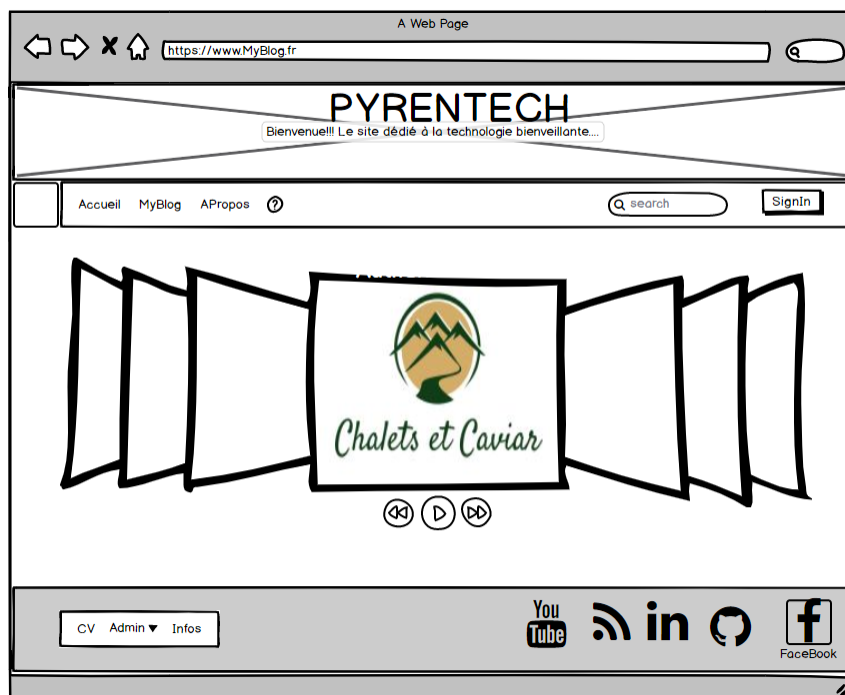 A Web Page
https://www.MyBlog.fr
PYRENTECH
Bienvenue!!! Le site dédié à la technologie bienveillante....
Accueil MyBlog APropos ?
search
SignIn
Chalets et Caviar
CV Admin Infos
You
Tube
in
f
FaceBook